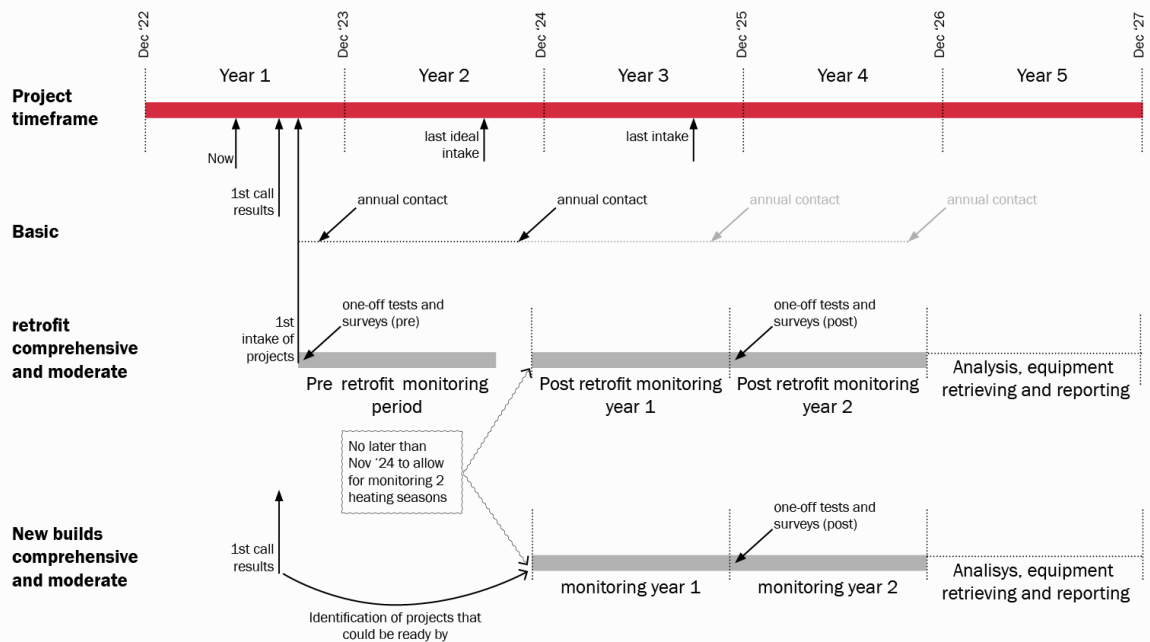 Dec ‘22
Dec ‘23
Dec ‘24
Dec ‘25
Dec ‘26
Dec ‘27
Year 1
Year 2
Year 3
Year 4
Year 5
Project
timeframe
Now
last ideal
intake
last intake
1st call
results
Basic
annual contact
annual contact
annual contact
annual contact
retrofit
comprehensive
and moderate
1st
intake of
projects
one-off tests and
surveys (pre)
one-off tests and
surveys (post)
Pre retrofit monitoring
period
Post retrofit monitoring
year 1
Post retrofit monitoring
year 2
Analysis, equipment
retrieving and reporting
No later than
Nov ‘24 to allow
for monitoring 2
heating seasons
New builds
comprehensive
and moderate
1st call
results
one-off tests and
surveys (post)
monitoring year 1
monitoring year 2
Analisys, equipment
retrieving and reporting
Identification of projects that
could be ready by